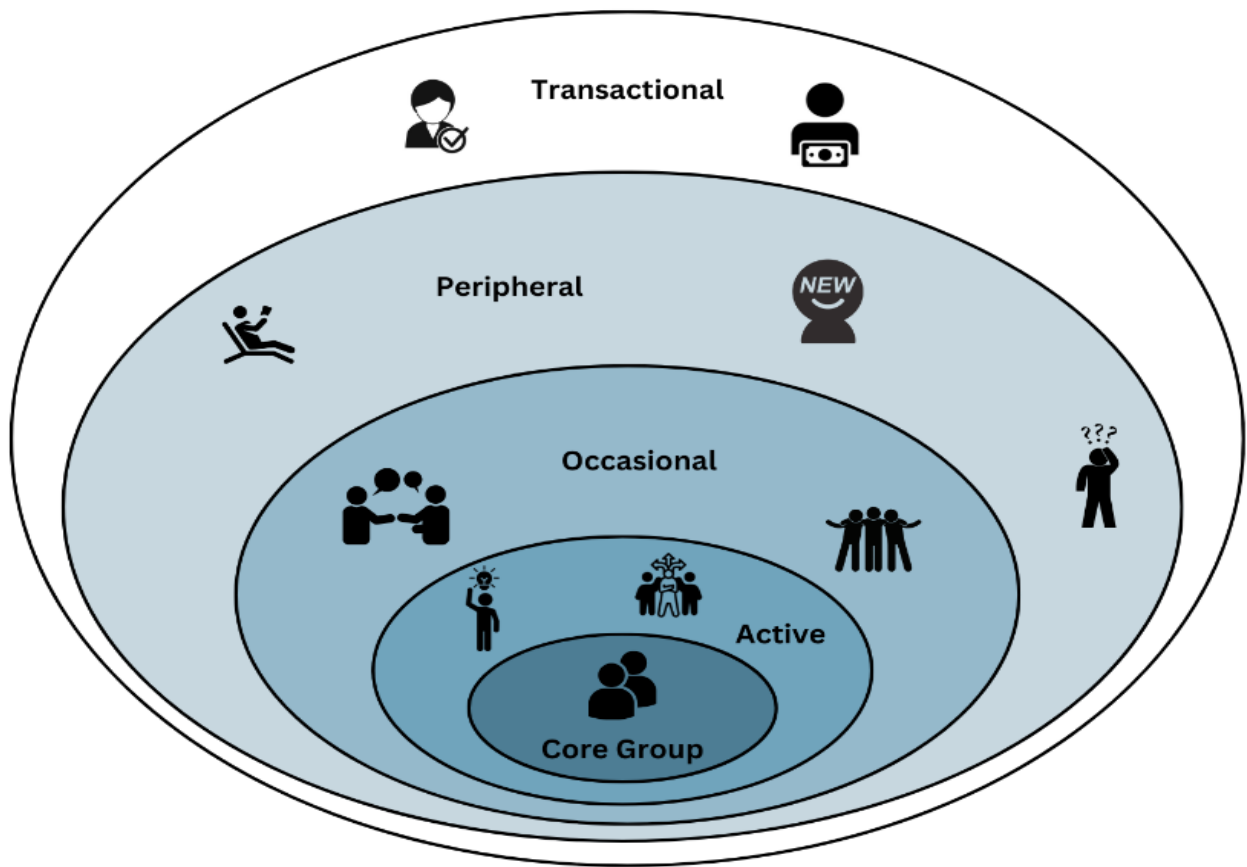 Transactional
Peripheral
NEW
???
Occasional
Active
Core Group